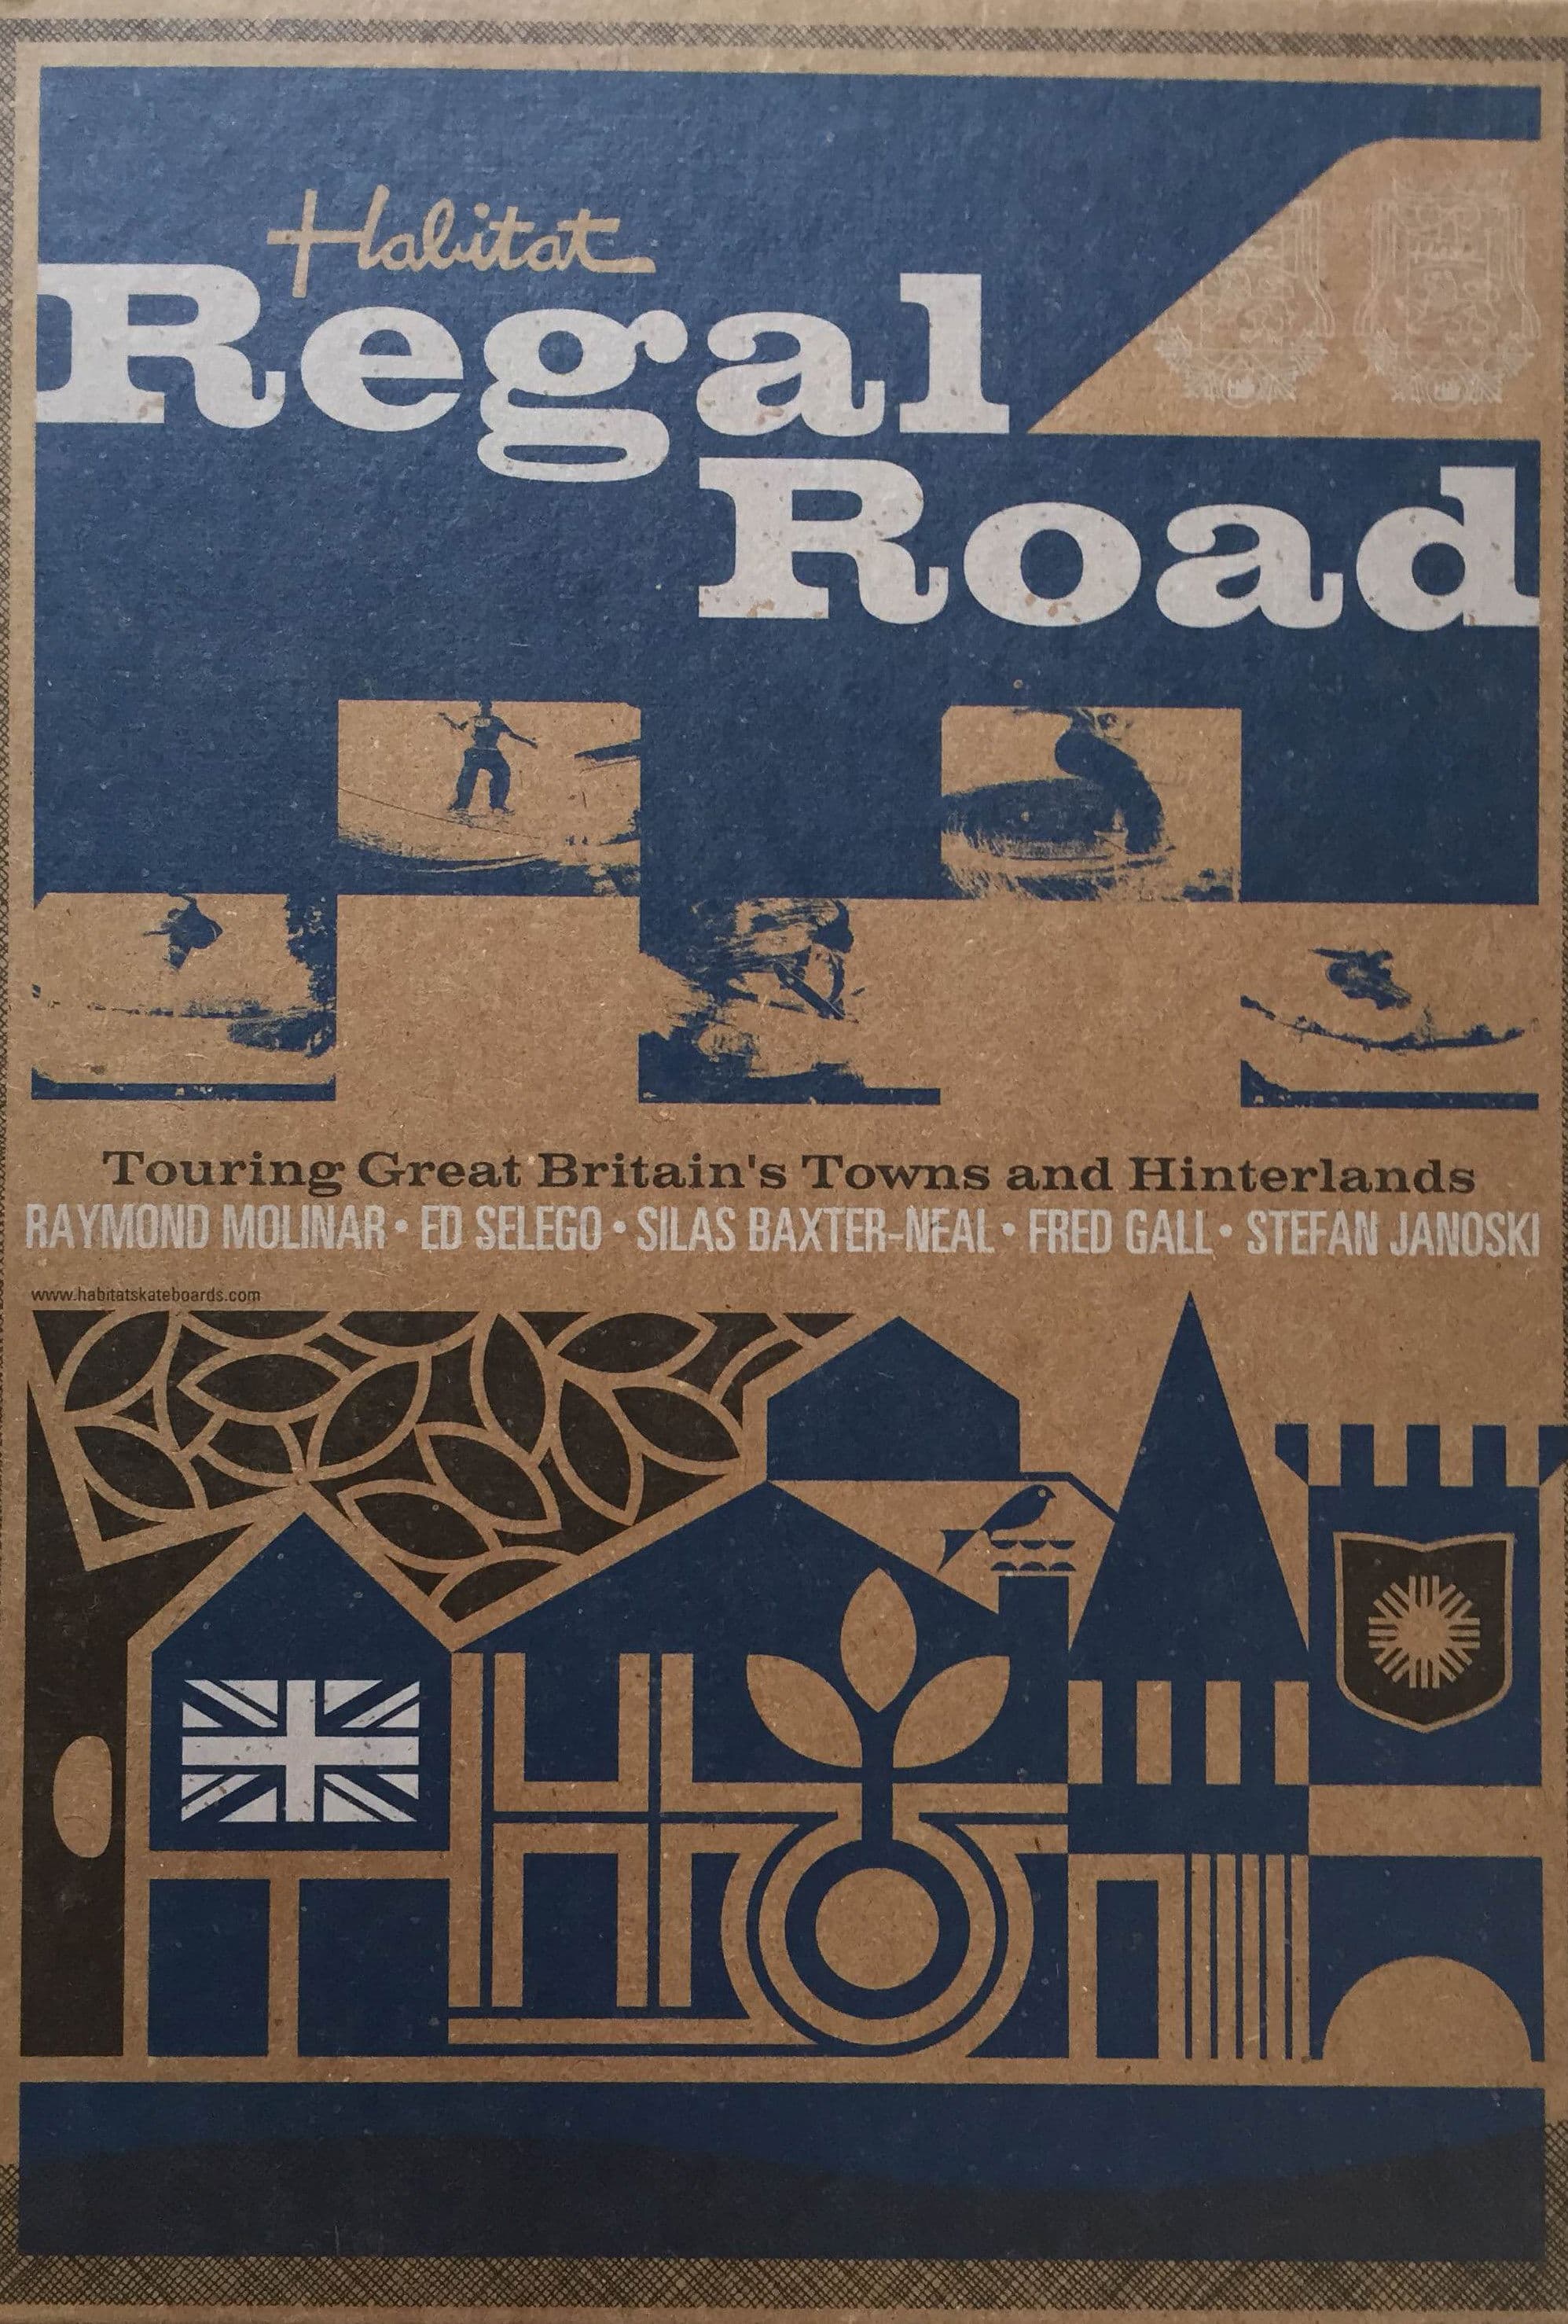 Habitat
Regal
Road
Touring Great Britain's Towns and Hinterlands
RAYMOND MOLINAR • ED SELEGO • SILAS BAXTER-NEAL • FRED GALL • STEFAN JANOSKI
www.habitatskateboards.com